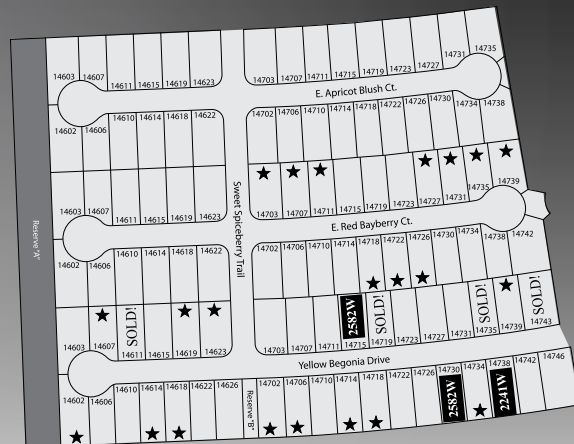 14603 14607 14611 14615 14619 14623
14703 14707 14711 14715 14719 14723 14727 14731 14735
E. Apricot Blush Ct.
14602 14606 14610 14614 14618 14622
14702 14706 14710 14714 14718 14722 14726 14730 14734 14738
Sweet Spiceberry Trail
Reserve "A"
14603 14607 14611 14615 14619 14623
14703 14707 14711 14715 14719 14723 14727 14731 14735 14739
E. Red Bayberry Ct.
14602 14606 14610 14614 14618 14622
14702 14706 14710 14714 14718 14722 14726 14730 14734 14738 14742
SOLD!
2582W SOLD! SOLD! SOLD!
14603 14607 14611 14615 14619 14623
14703 14707 14711 14715 14719 14723 14727 14731 14735 14739 14743
Yellow Begonia Drive
14602 14606 14610 14614 14618 14622 14626
Reserve "B"
14702 14706 14710 14714 14718 14722 14726 14730 14734 14738 14742 14746
2582W 2241W